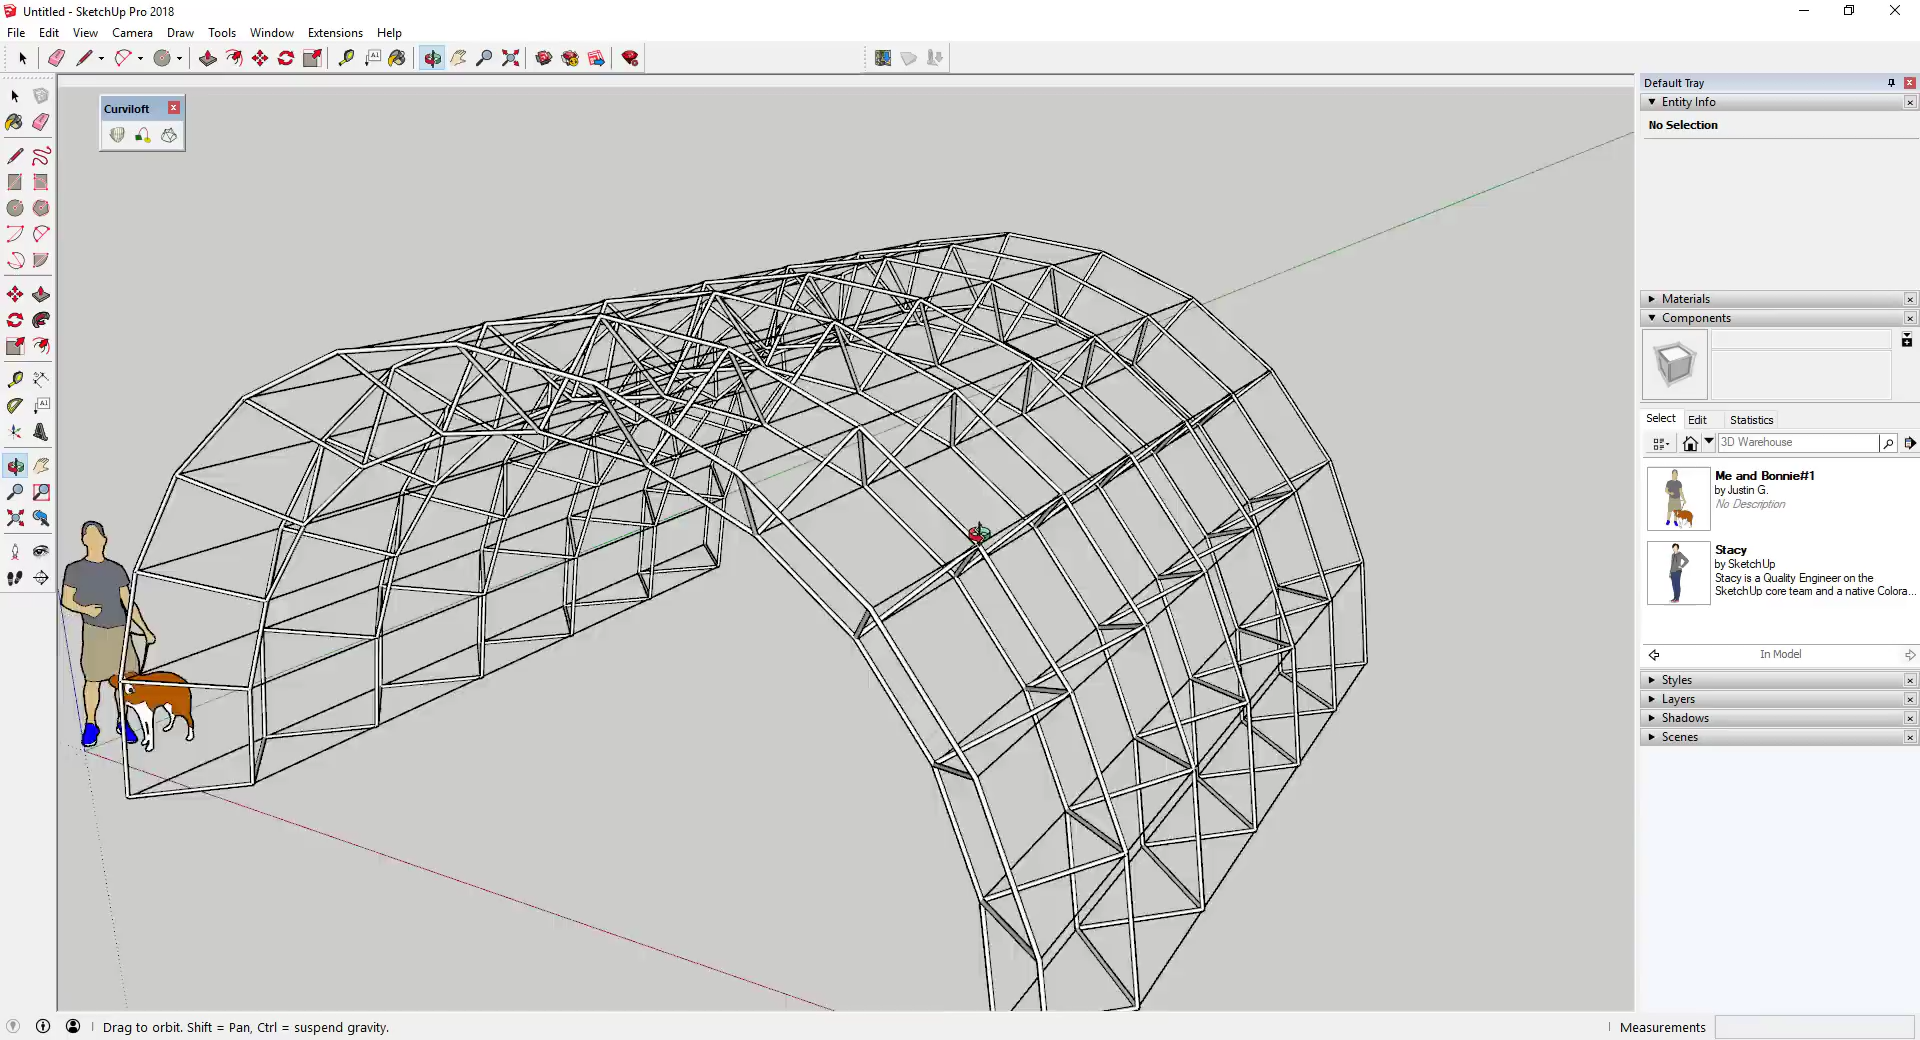 Untitled - SketchUp Pro 2018
File Edit View Camera Draw Tools Window Extensions Help
A1
Curviloft
A1
Default Tray
Entity Info
No Selection
Materials
Components
Select Edit Statistics
3D Warehouse
Me and Bonnie#1
by Justin G.
No Description
Stacy
by SketchUp
Stacy is a Quality Engineer on the
SketchUp core team and a native Colora...
In Model
Styles
Layers
Shadows
Scenes
Drag to orbit. Shift = Pan, Ctrl = suspend gravity.
Measurements